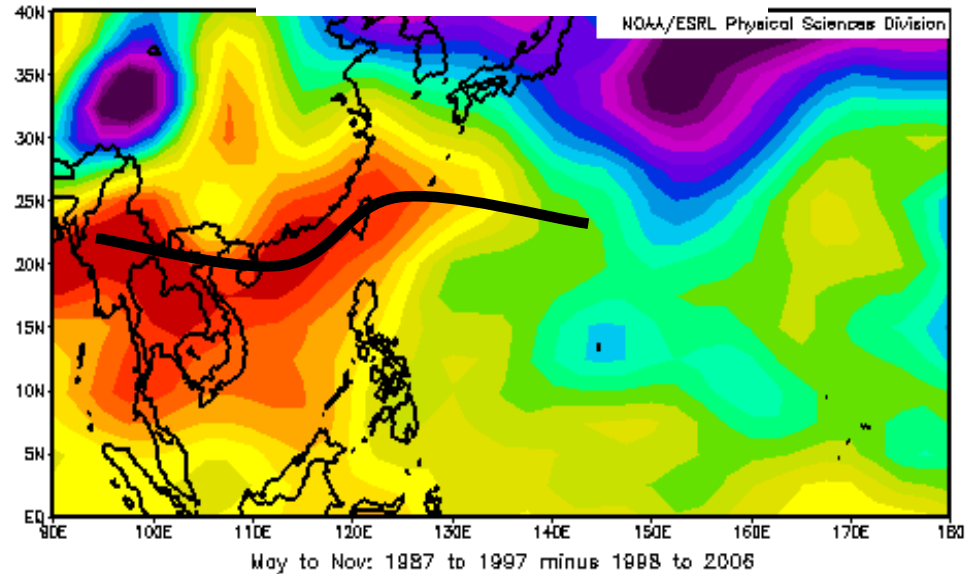 NOAA/ESRL Physical Sciences Division
40N
35N
30N
25N
20N
15N
10N
5N
EQ
90E 100E 110E 120E 130E 140E 150E 160E 170E 180
May to Nov: 1987 to 1997 minus 1998 to 2006